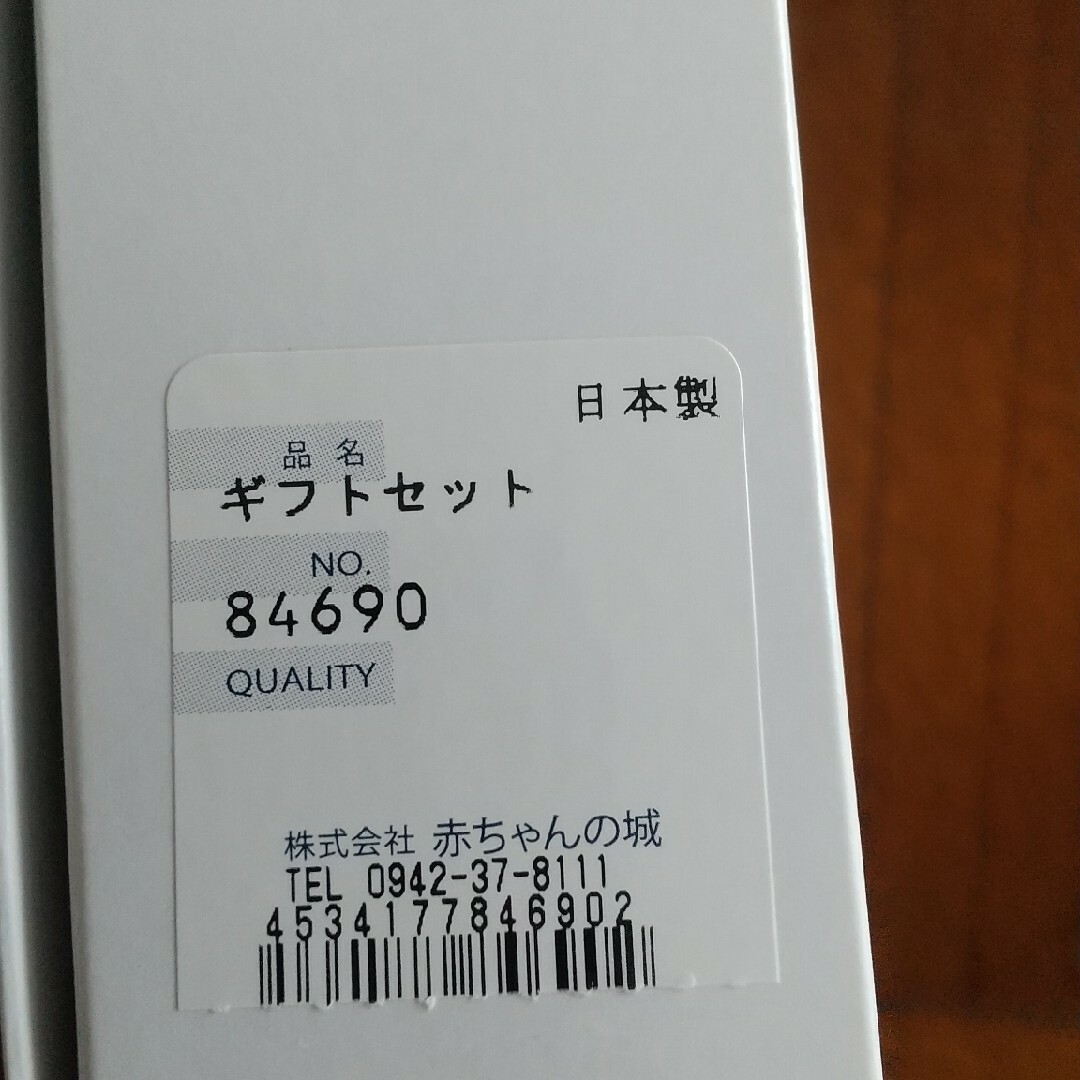 日本製
品名
ギフトセット
NO.
84690
QUALITY
株式会社 赤ちゃんの城
TEL 0942-37-8111
4534177846902